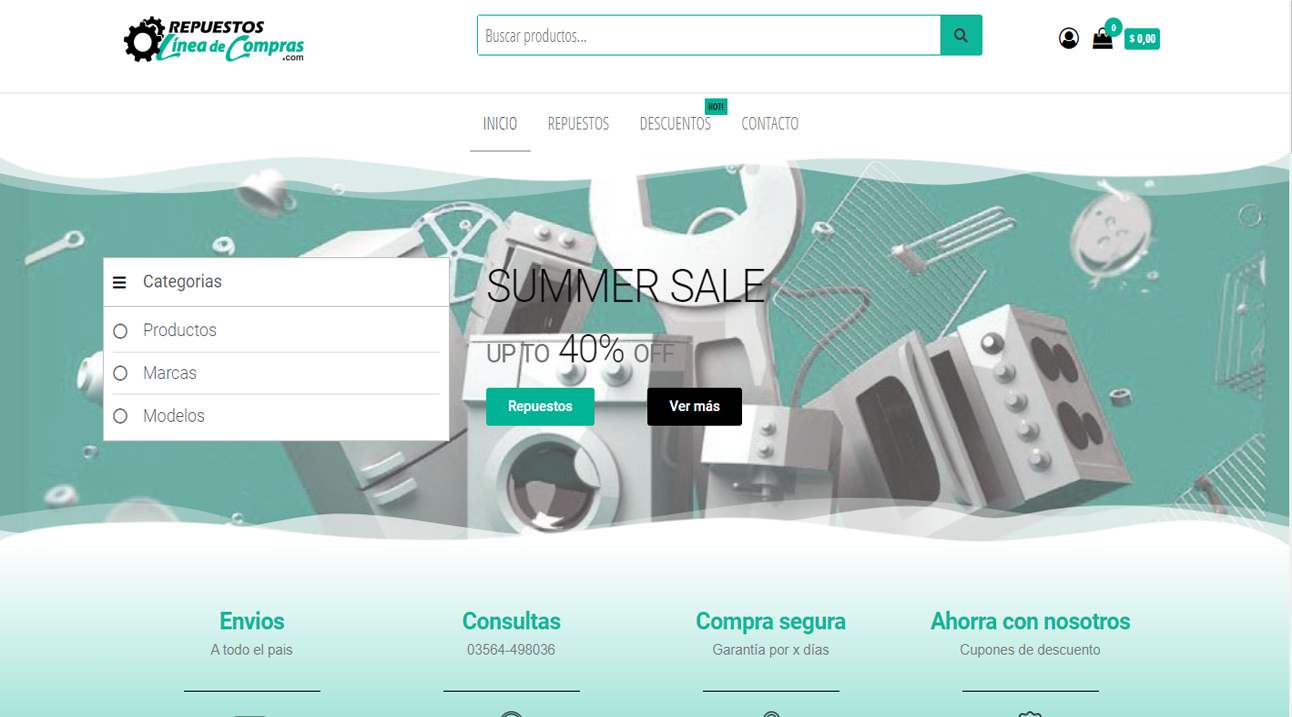 REPUESTOS
Línea de Compras
.com
Buscar productos...
0
$ 0,00
HOT!
INICIO REPUESTOS DESCUENTOS CONTACTO
Categorias
Productos
Marcas
Modelos
SUMMER SALE
UP TO 40% OFF
Repuestos Ver más
Envios Consultas Compra segura Ahorra con nosotros
A todo el pais 03564-498036 Garantía por x días Cupones de descuento